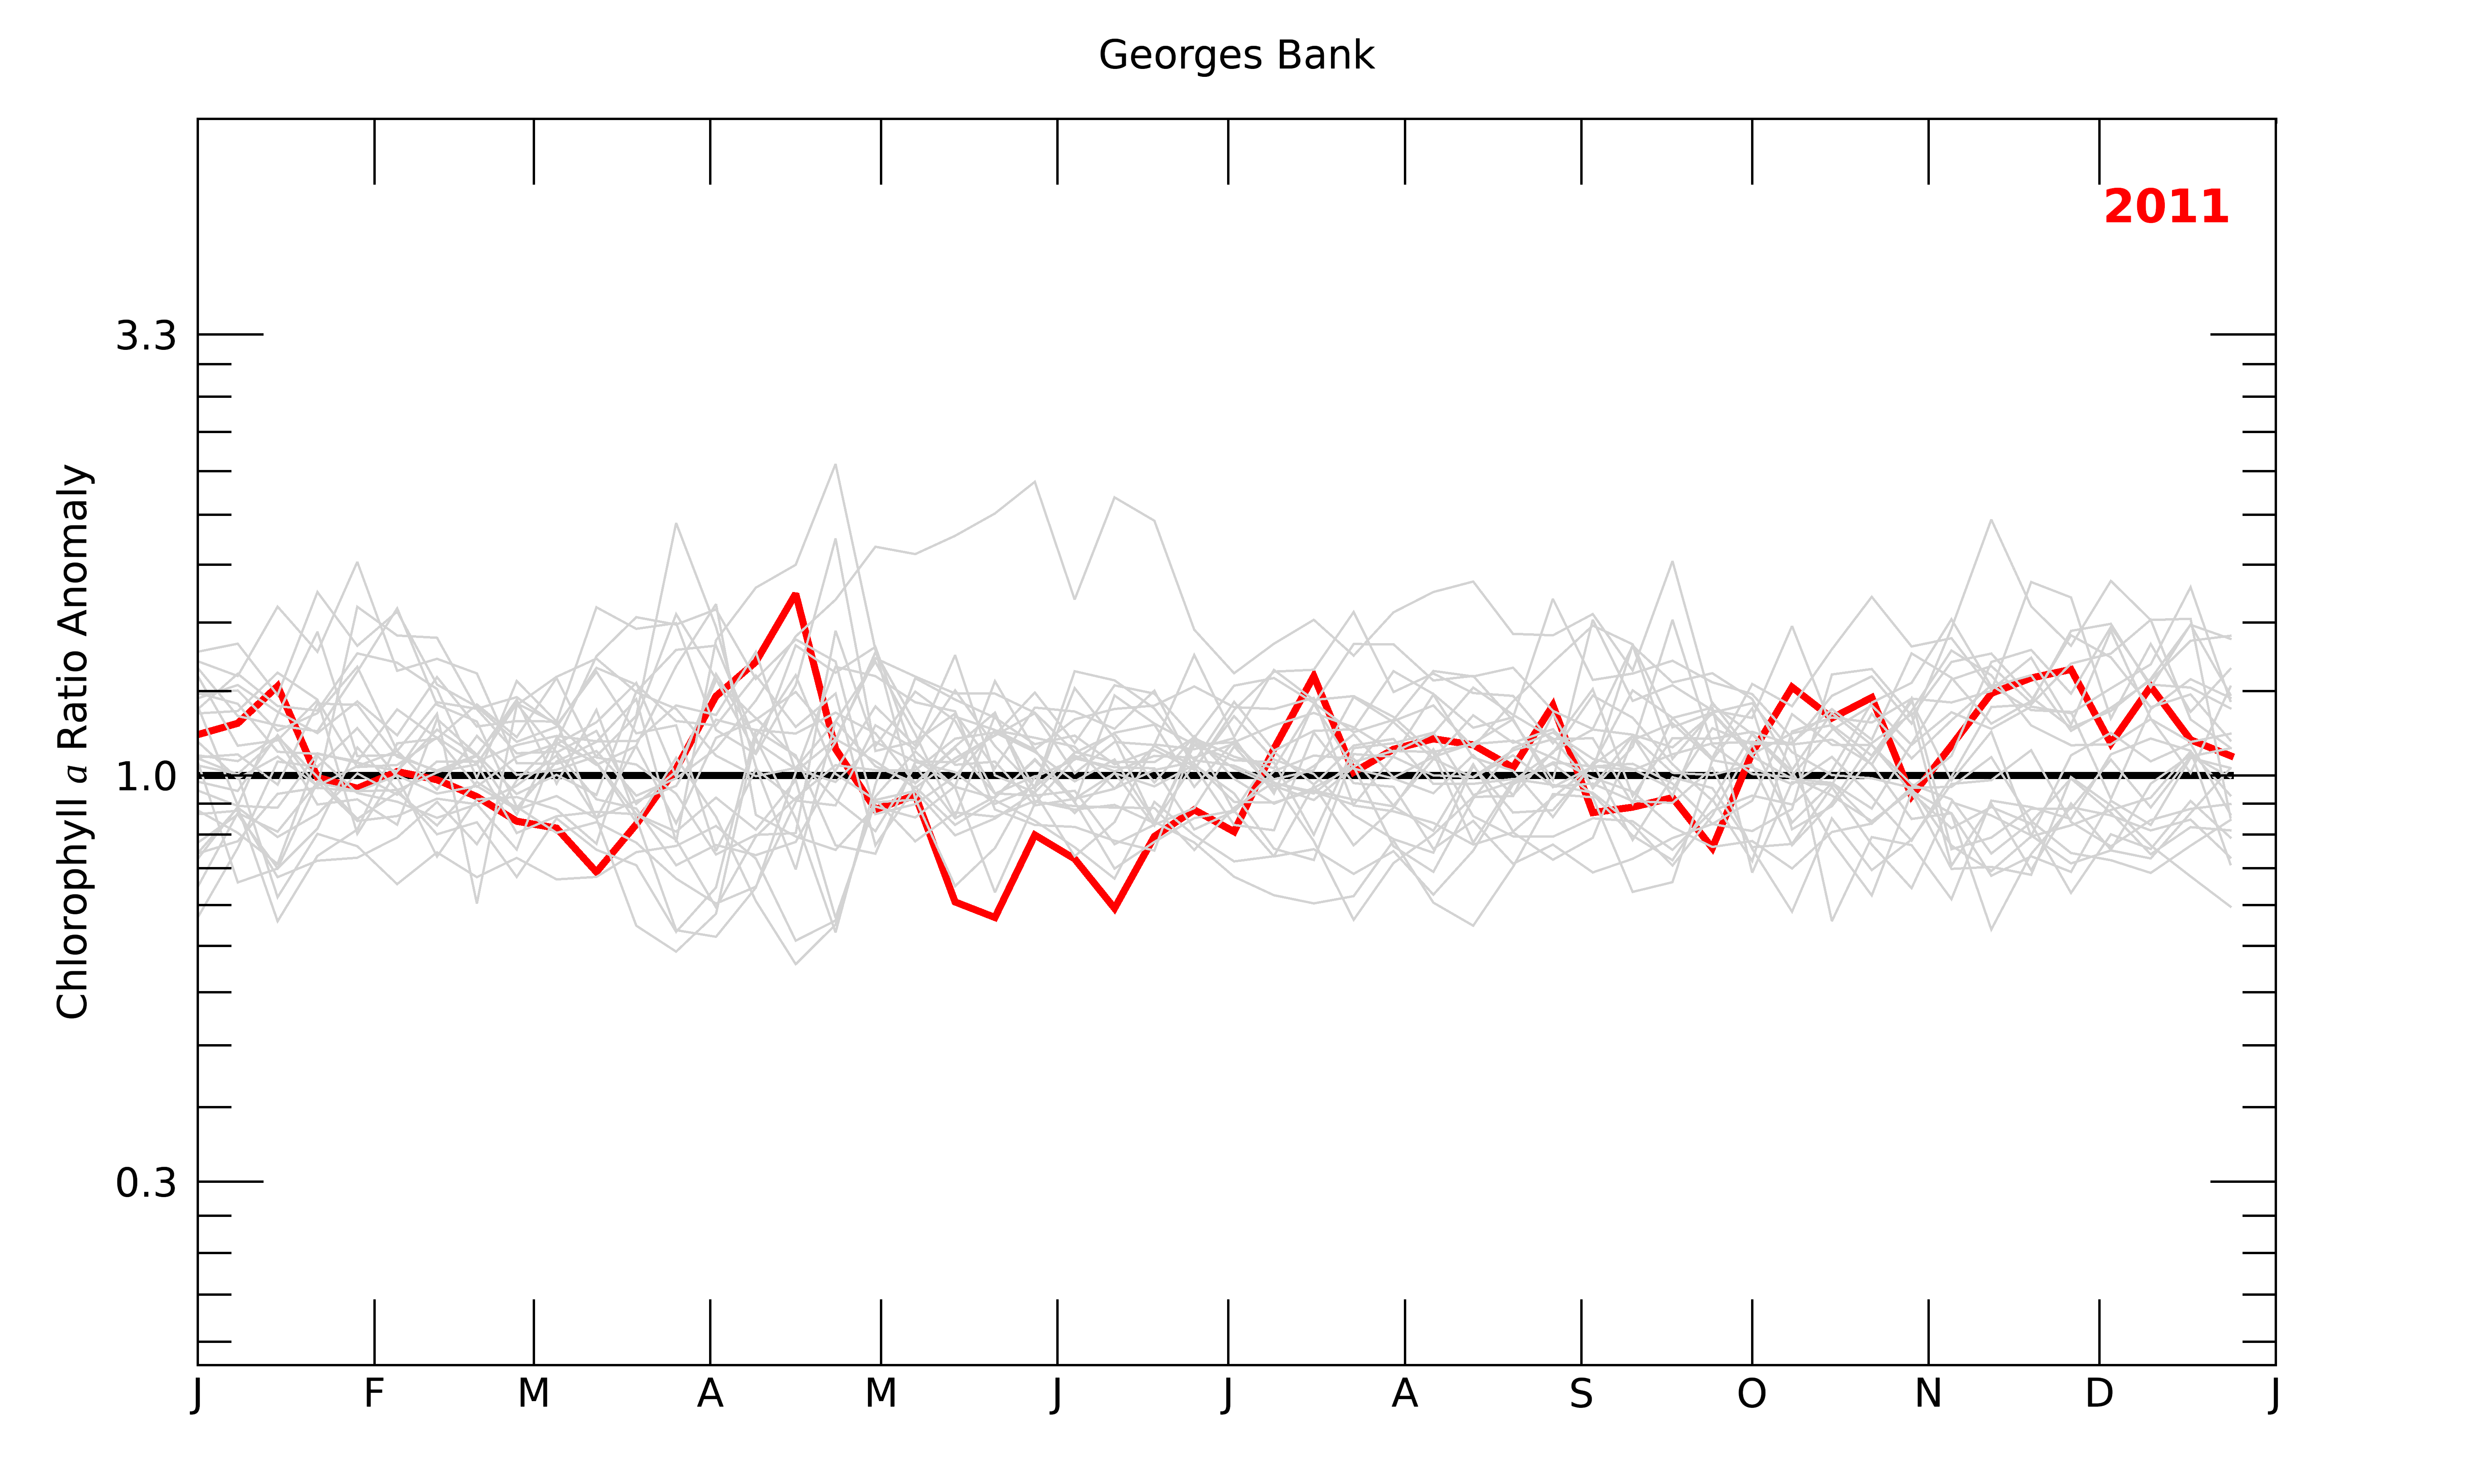 Georges Bank
2011
3.3
1.0
0.3
Chlorophyll a Ratio Anomaly
J F M A M J J A S O N D J